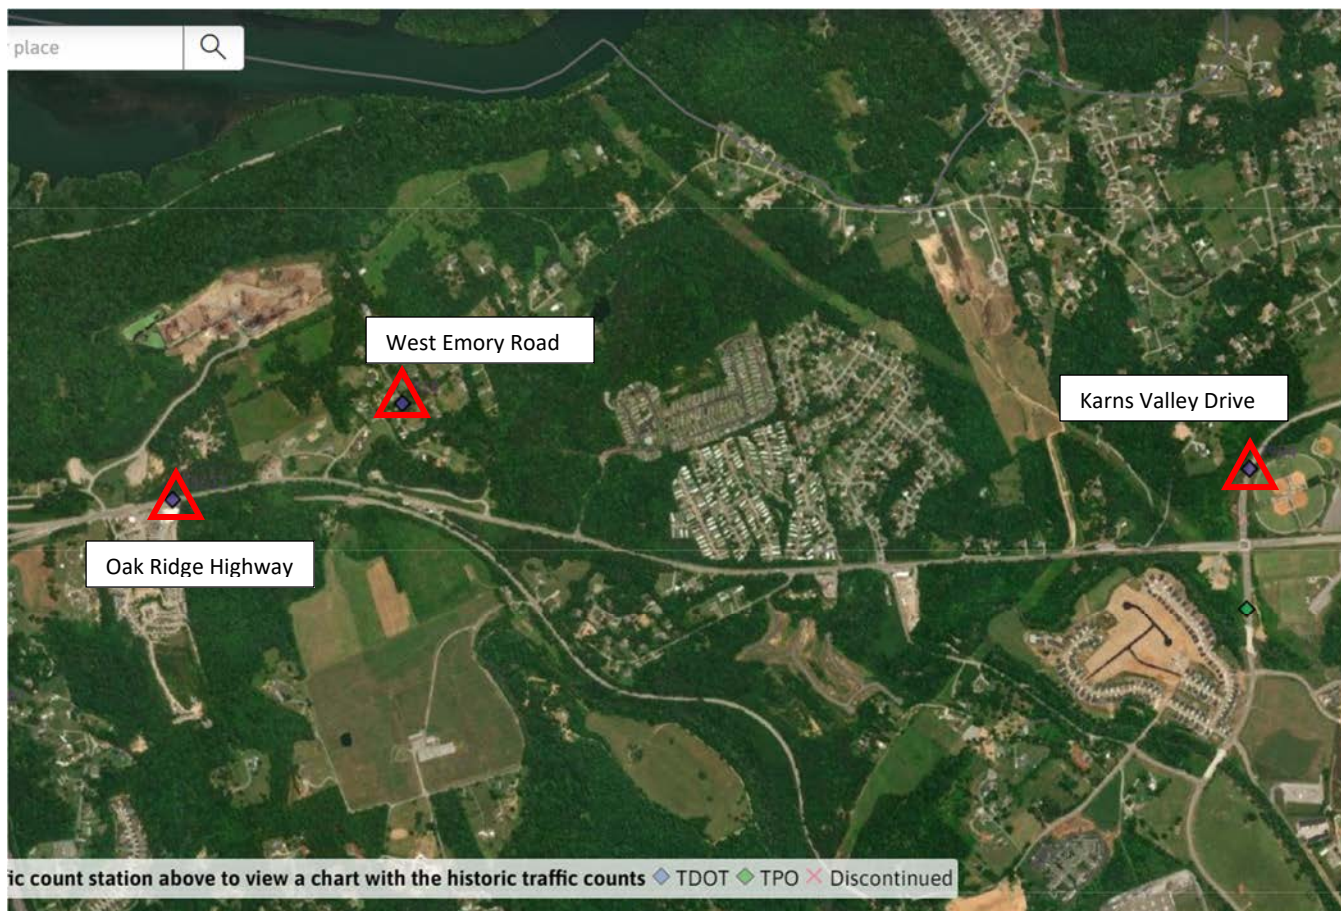 place
West Emory Road
Karns Valley Drive
Oak Ridge Highway
fic count station above to view a chart with the historic traffic counts TDOT TPO Discontinued